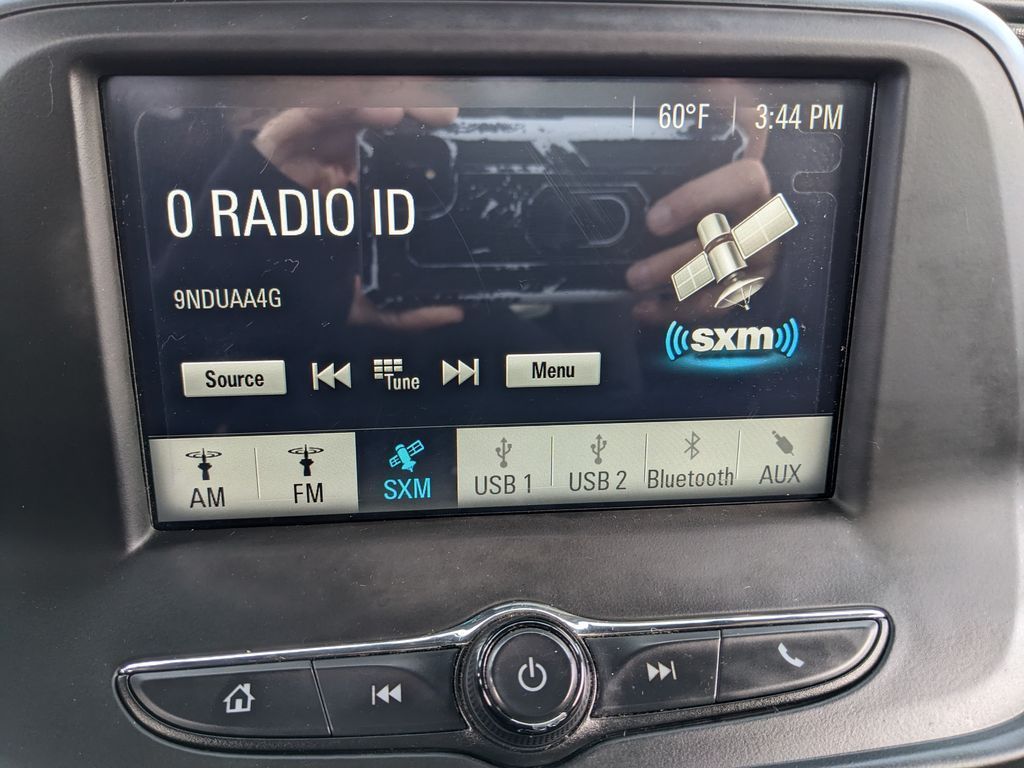 60°F 3:44 PM
0 RADIO ID
9NDUAA4G
sxm
Source Tune Menu
AM FM SXM USB 1 USB 2 Bluetooth AUX